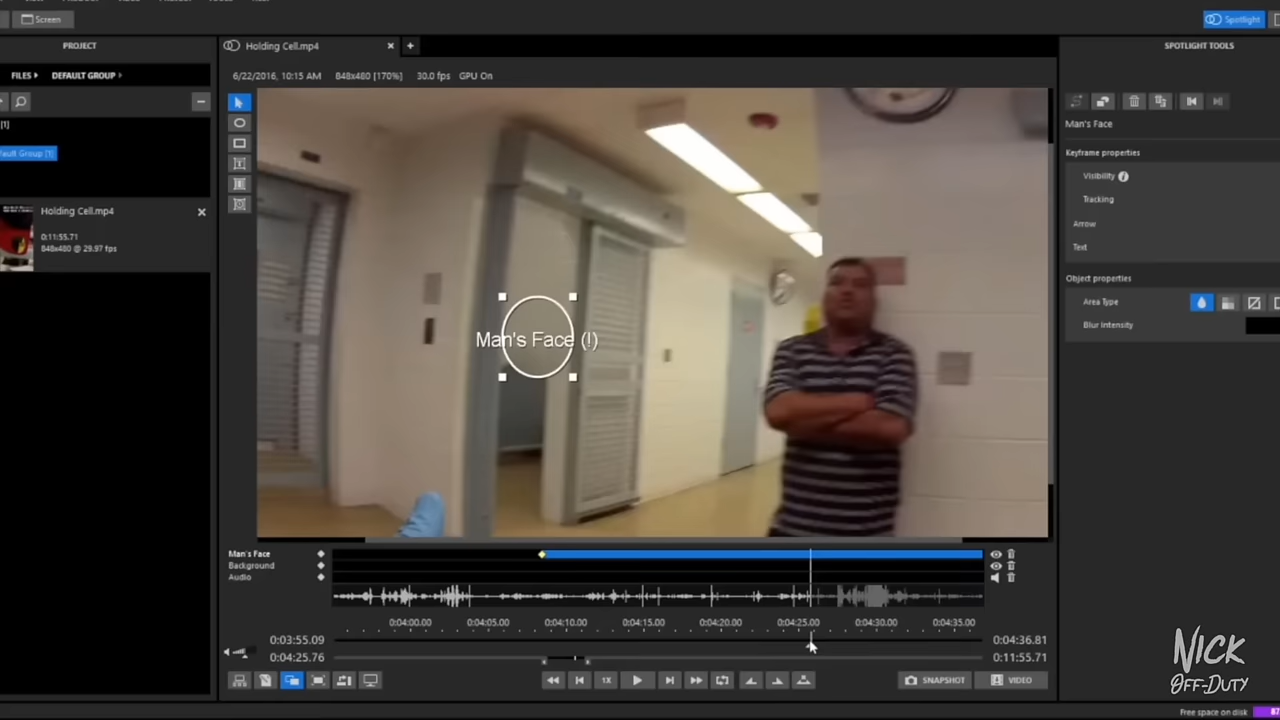 Screen
Spotlight
PROJECT
Holding Cell.mp4
SPOTLIGHT TOOLS
FILES
DEFAULT GROUP
6/22/2016, 10:15 AM
848x480 [170%]
30.0 fps
GPU On
[1]
Man's Face
fault Group [1]
Keyframe properties
Visibility
Tracking
Holding Cell.mp4
0:11:55.71
848x480 @ 29.97 fps
Arrow
Text
Object properties
Area Type
Blur Intensity
Man's Face (!)
Man's Face
Background
Audio
0:04:00.00
0:04:05.00
0:04:10.00
0:04:15.00
0:04:20.00
0:04:25.00
0:04:30.00
0:04:35.00
0:03:55.09
0:04:36.81
0:04:25.76
0:11:55.71
1X
SNAPSHOT
VIDEO
NICK
OFF-DUTY
Free space on disk
87